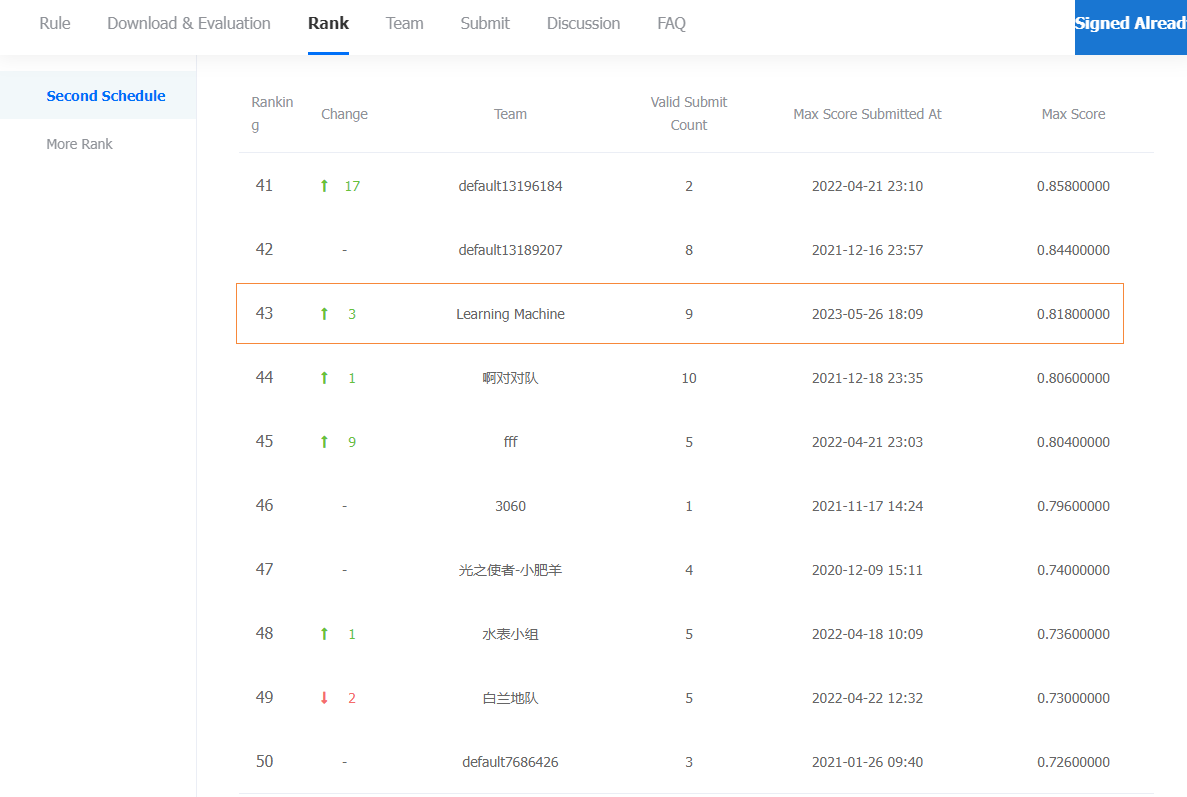 Rule Download & Evaluation Rank Team Submit Discussion FAQ Signed Alread
Second Schedule
More Rank
Rankin
g
Change
Team
Valid Submit
Count
Max Score Submitted At
Max Score
41 ↑ 17 default13196184 2 2022-04-21 23:10 0.85800000
42 - default13189207 8 2021-12-16 23:57 0.84400000
43 ↑ 3 Learning Machine 9 2023-05-26 18:09 0.81800000
44 ↑ 1 啊对对队 10 2021-12-18 23:35 0.80600000
45 ↑ 9 fff 5 2022-04-21 23:03 0.80400000
46 - 3060 1 2021-11-17 14:24 0.79600000
47 - 光之使者-小肥羊 4 2020-12-09 15:11 0.74000000
48 ↑ 1 水表小组 5 2022-04-18 10:09 0.73600000
49 ↓ 2 白兰地队 5 2022-04-22 12:32 0.73000000
50 - default7686426 3 2021-01-26 09:40 0.72600000